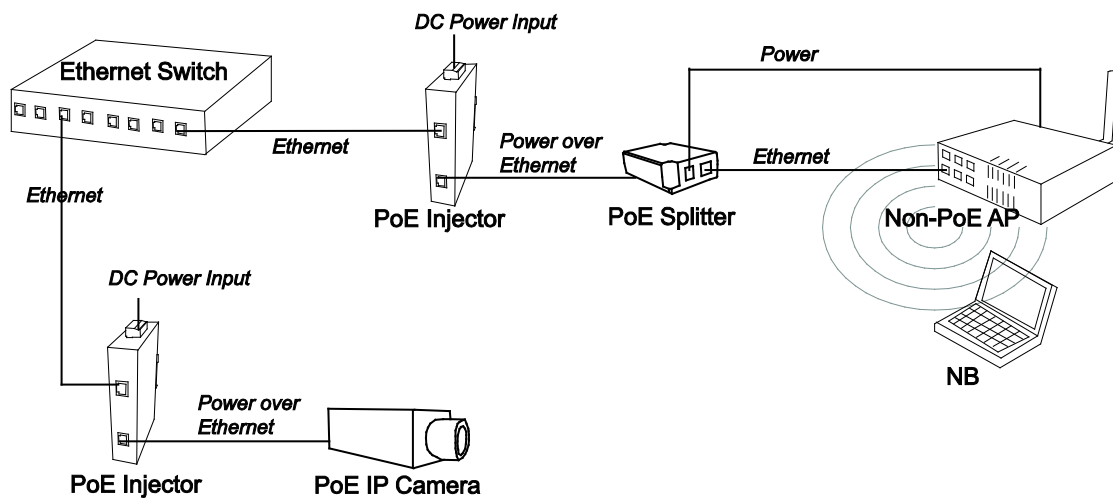 DC Power Input
Ethernet Switch
Power
Ethernet
Power over
Ethernet
Ethernet
Ethernet
PoE Injector
PoE Splitter
Non-PoE AP
DC Power Input
NB
Power over
Ethernet
PoE Injector
PoE IP Camera